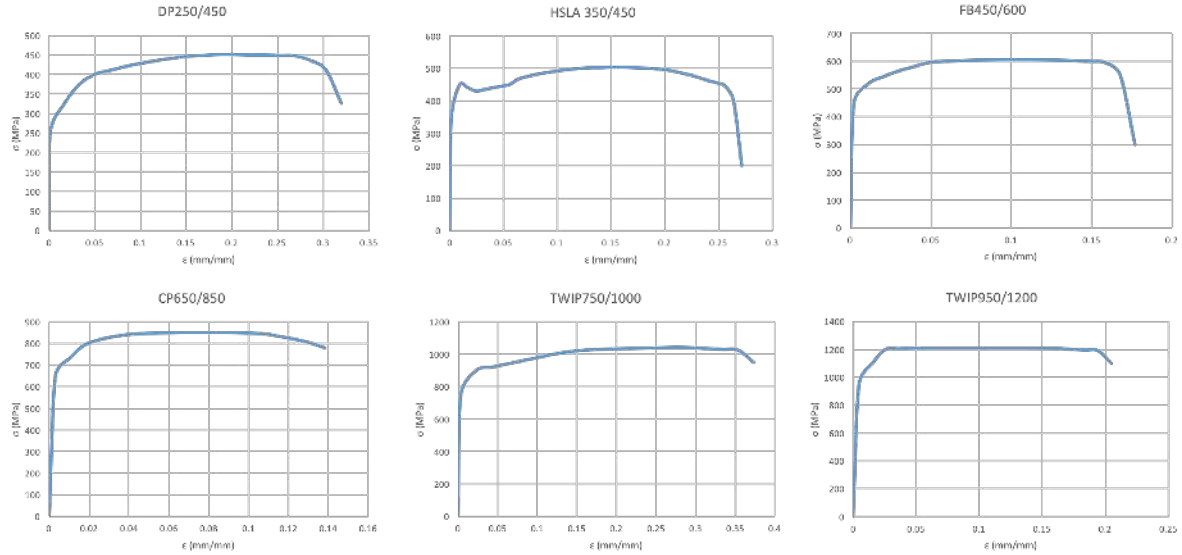 DP250/450
σ (MPa)
500
450
400
350
300
250
200
150
100
50
0
0 0.05 0.1 0.15 0.2 0.25 0.3 0.35
ε (mm/mm)
HSLA 350/450
σ (MPa)
600
500
400
300
200
100
0
0 0.05 0.1 0.15 0.2 0.25 0.3
ε (mm/mm)
FB450/600
σ (MPa)
700
600
500
400
300
200
100
0
0 0.05 0.1 0.15 0.2
ε (mm/mm)
CP650/850
σ (MPa)
900
800
700
600
500
400
300
200
100
0
0 0.02 0.04 0.06 0.08 0.1 0.12 0.14 0.16
ε (mm/mm)
TWIP750/1000
σ (MPa)
1200
1000
800
600
400
200
0
0 0.05 0.1 0.15 0.2 0.25 0.3 0.35 0.4
ε (mm/mm)
TWIP950/1200
σ (MPa)
1400
1200
1000
800
600
400
200
0
0 0.05 0.1 0.15 0.2 0.25
ε (mm/mm)